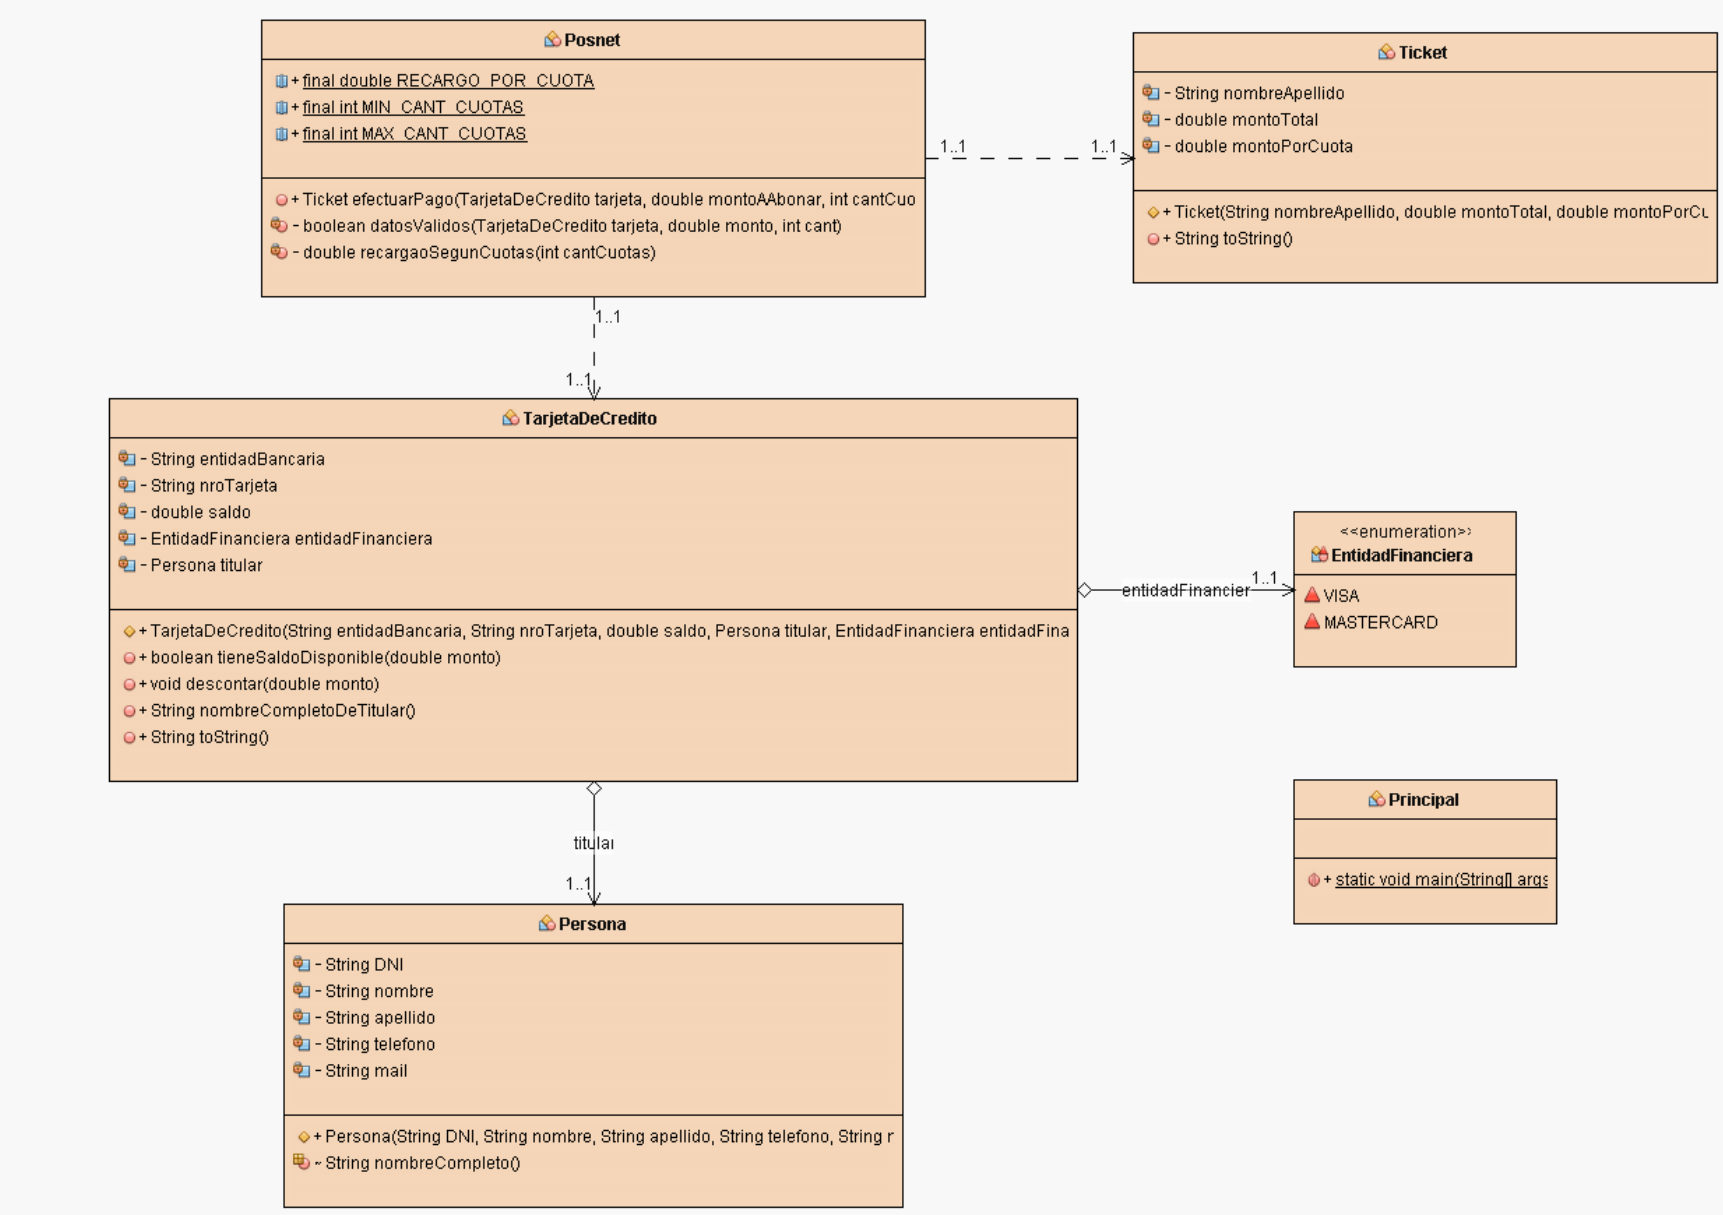 Posnet
+ final double RECARGO_POR_CUOTA
+ final int MIN_CANT_CUOTAS
+ final int MAX_CANT_CUOTAS
+ Ticket efectuarPago(TarjetaDeCredito tarjeta, double montoAAbonar, int cantCuo
- boolean datosValidos(TarjetaDeCredito tarjeta, double monto, int cant)
- double recargaoSegunCuotas(int cantCuotas)
1..1
1..1
Ticket
- String nombreApellido
- double montoTotal
- double montoPorCuota
+ Ticket(String nombreApellido, double montoTotal, double montoPorCu
+ String toString()
1..1
1..1
TarjetaDeCredito
- String entidadBancaria
- String nroTarjeta
- double saldo
- EntidadFinanciera entidadFinanciera
- Persona titular
+ TarjetaDeCredito(String entidadBancaria, String nroTarjeta, double saldo, Persona titular, EntidadFinanciera entidadFina
+ boolean tieneSaldoDisponible(double monto)
+ void descontar(double monto)
+ String nombreCompletoDeTitular()
+ String toString()
entidadFinancier
1..1
<<enumeration>>
EntidadFinanciera
VISA
MASTERCARD
titular
1..1
Principal
+ static void main(String[] args
Persona
- String DNI
- String nombre
- String apellido
- String telefono
- String mail
+ Persona(String DNI, String nombre, String apellido, String telefono, String r
~ String nombreCompleto()